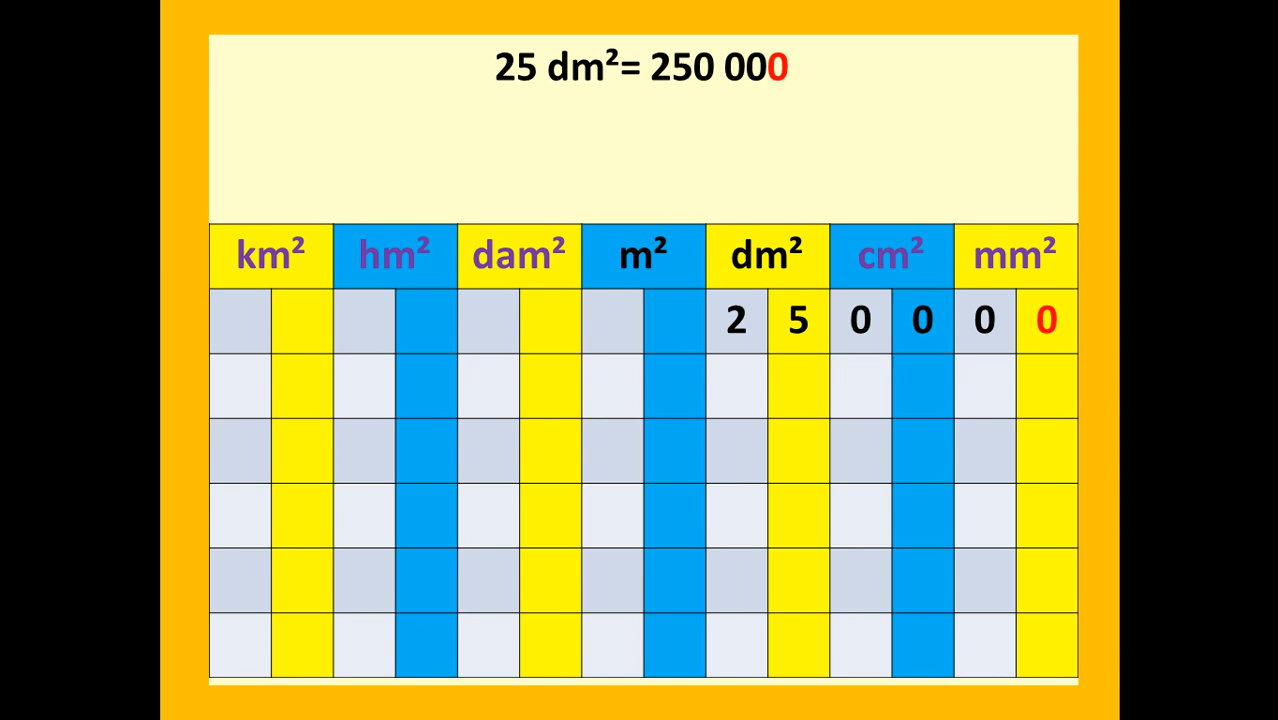 25 dm²= 250 000
km² hm² dam² m² dm² cm² mm²
2 5 0 0 0 0